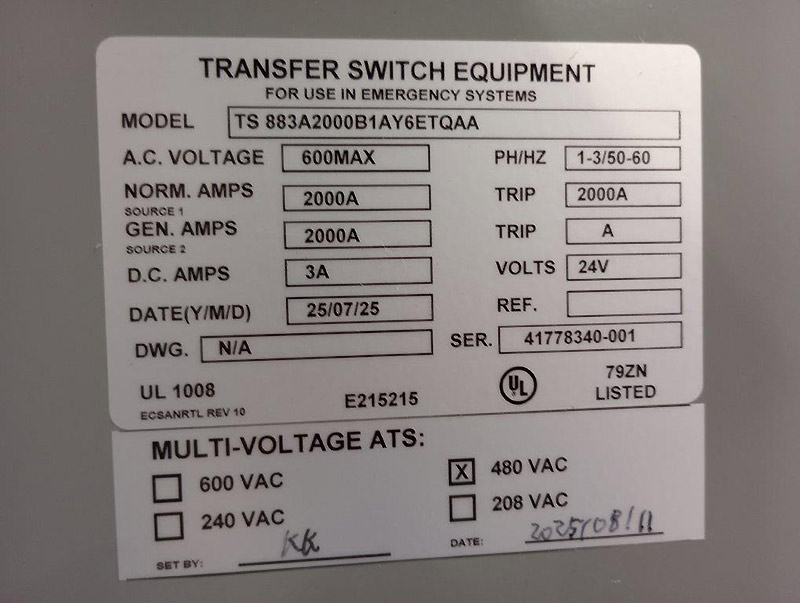 TRANSFER SWITCH EQUIPMENT
FOR USE IN EMERGENCY SYSTEMS
MODEL TS 883A2000B1AY6ETQAA
A.C. VOLTAGE 600MAX PH/HZ 1-3/50-60
NORM. AMPS 2000A TRIP 2000A
SOURCE 1
GEN. AMPS 2000A TRIP A
SOURCE 2
D.C. AMPS 3A VOLTS 24V
DATE(Y/M/D) 25/07/25 REF.
DWG. N/A SER. 41778340-001
UL 1008 E215215 UL 79ZN
LISTED
ECSANRTL REV 10
MULTI-VOLTAGE ATS:
600 VAC X 480 VAC
240 VAC 208 VAC
SET BY: KK DATE: 2025/08/11